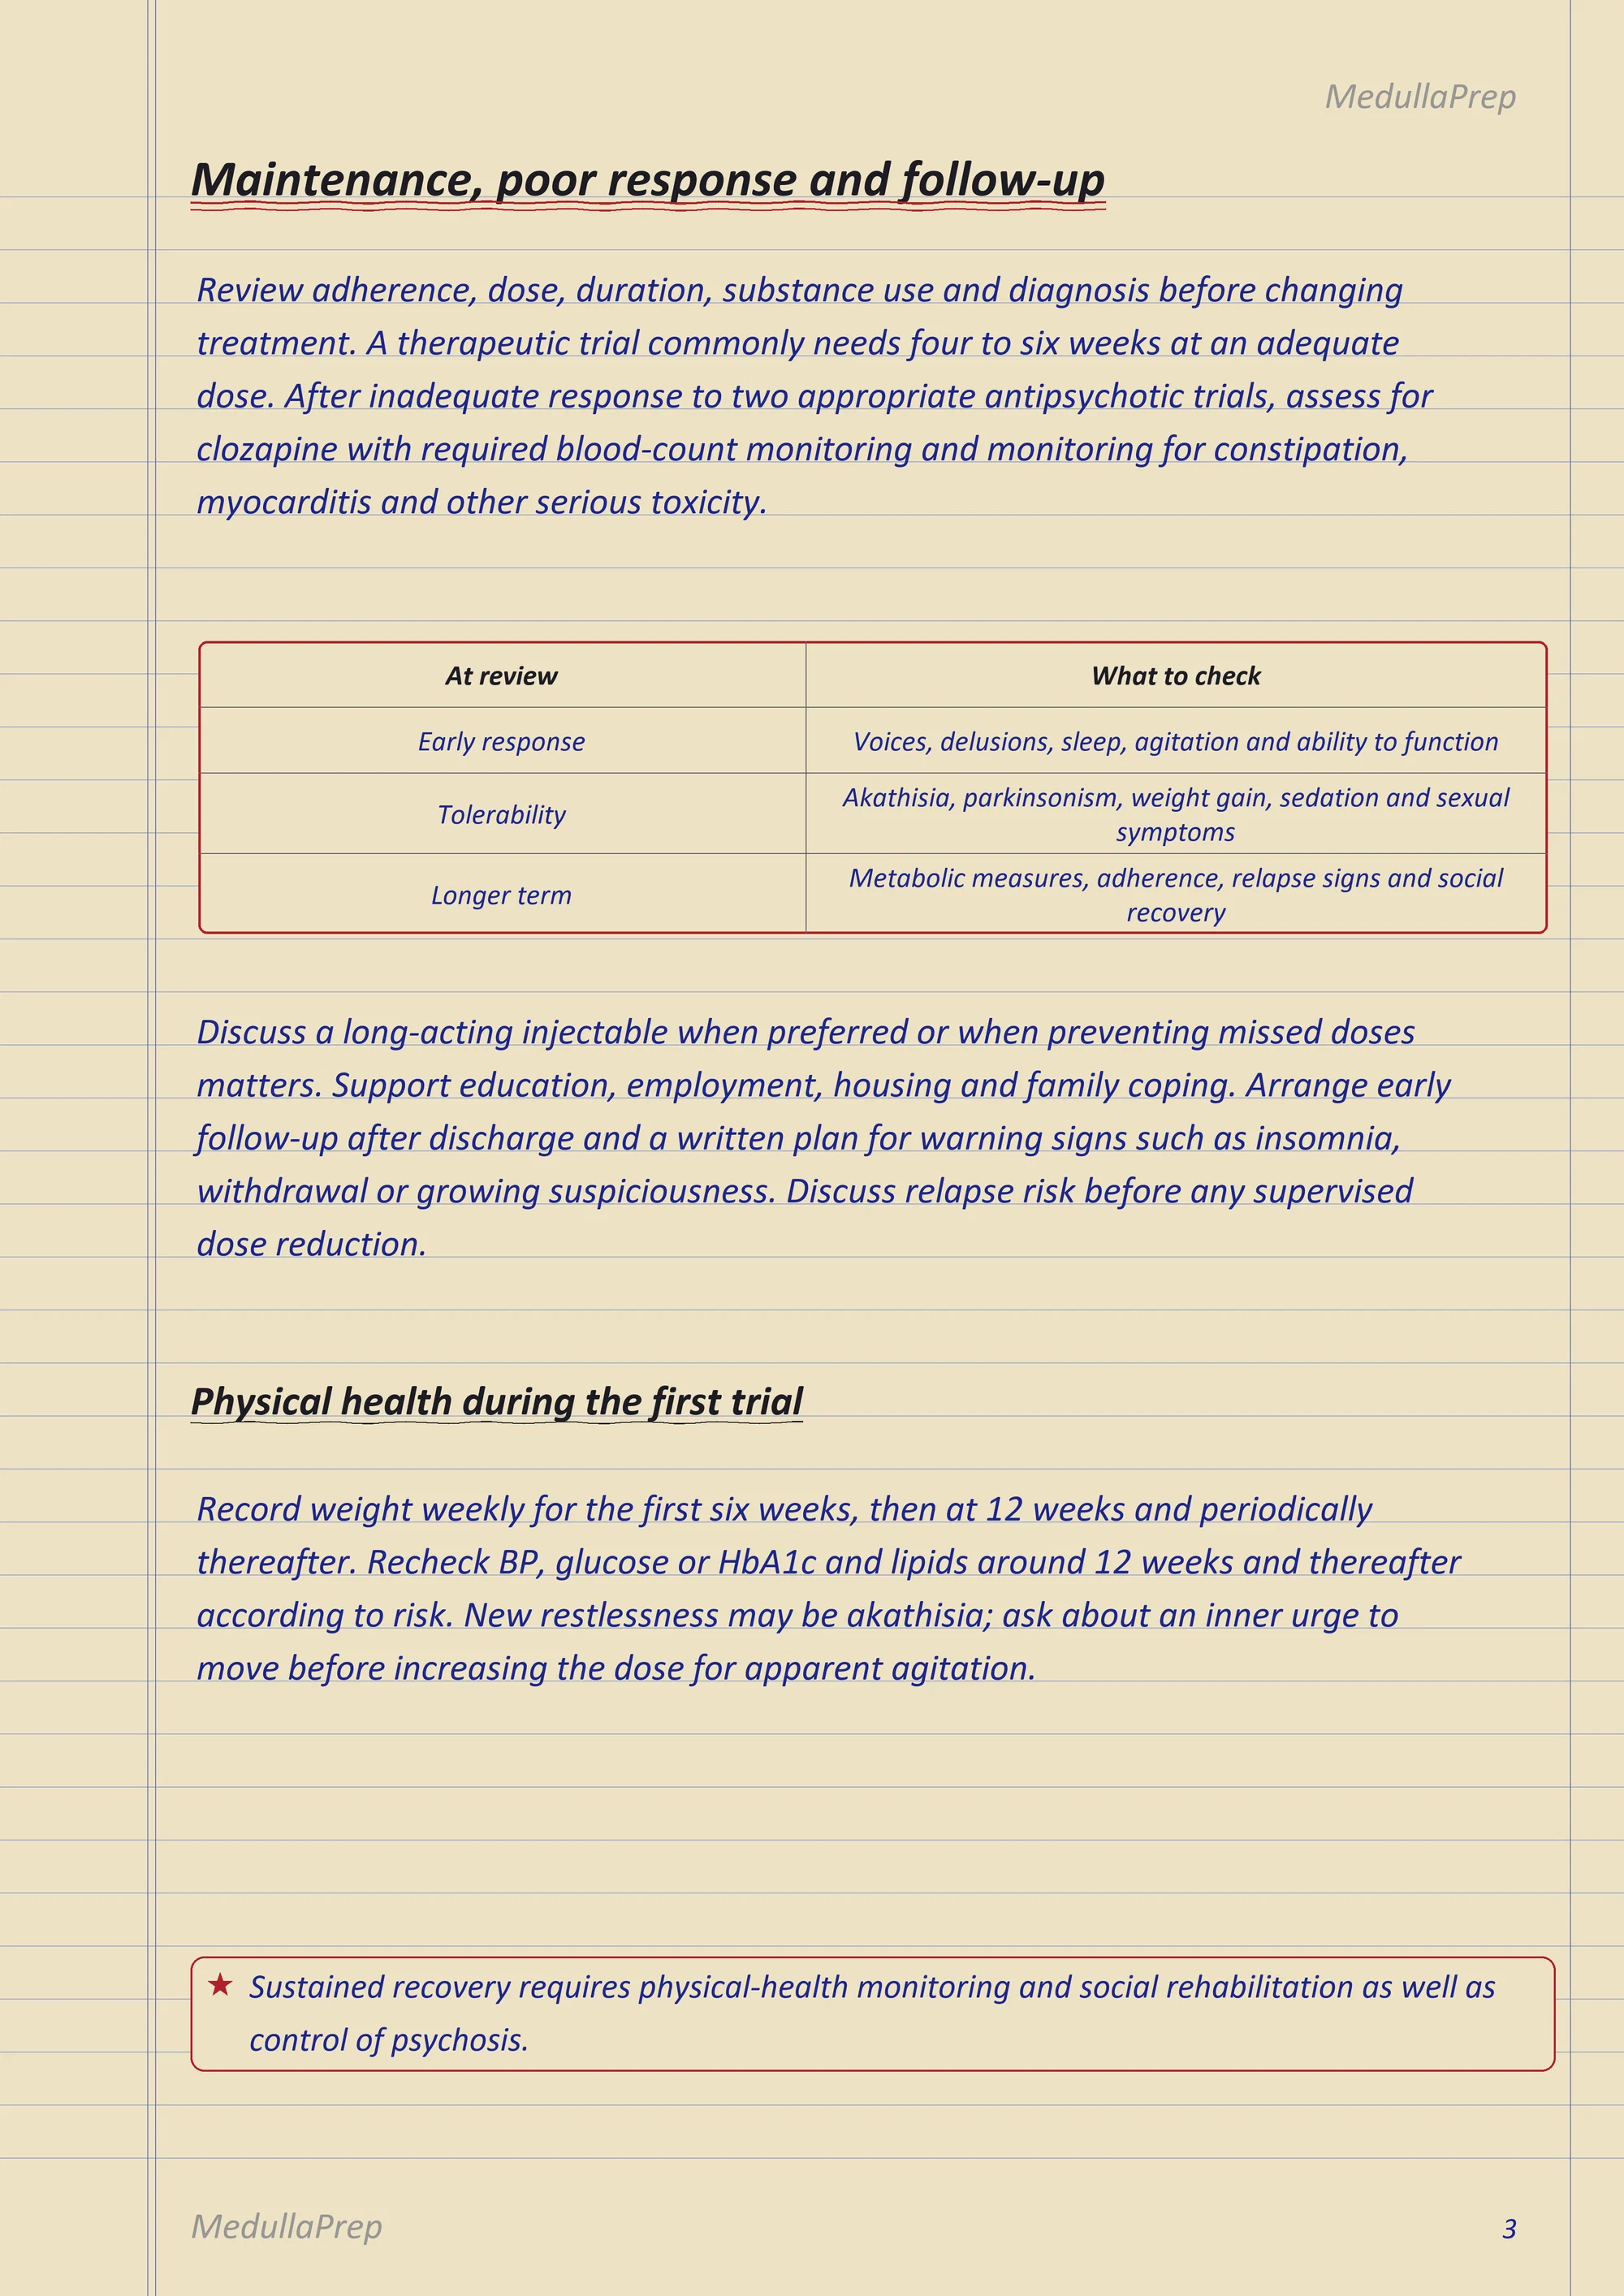 MedullaPrep
Maintenance, poor response and follow-up
Review adherence, dose, duration, substance use and diagnosis before changing
treatment. A therapeutic trial commonly needs four to six weeks at an adequate
dose. After inadequate response to two appropriate antipsychotic trials, assess for
clozapine with required blood-count monitoring and monitoring for constipation,
myocarditis and other serious toxicity.
At review What to check
Early response Voices, delusions, sleep, agitation and ability to function
Tolerability Akathisia, parkinsonism, weight gain, sedation and sexual
symptoms
Longer term Metabolic measures, adherence, relapse signs and social
recovery
Discuss a long-acting injectable when preferred or when preventing missed doses
matters. Support education, employment, housing and family coping. Arrange early
follow-up after discharge and a written plan for warning signs such as insomnia,
withdrawal or growing suspiciousness. Discuss relapse risk before any supervised
dose reduction.
Physical health during the first trial
Record weight weekly for the first six weeks, then at 12 weeks and periodically
thereafter. Recheck BP, glucose or HbA1c and lipids around 12 weeks and thereafter
according to risk. New restlessness may be akathisia; ask about an inner urge to
move before increasing the dose for apparent agitation.
★ Sustained recovery requires physical-health monitoring and social rehabilitation as well as
control of psychosis.
MedullaPrep 3